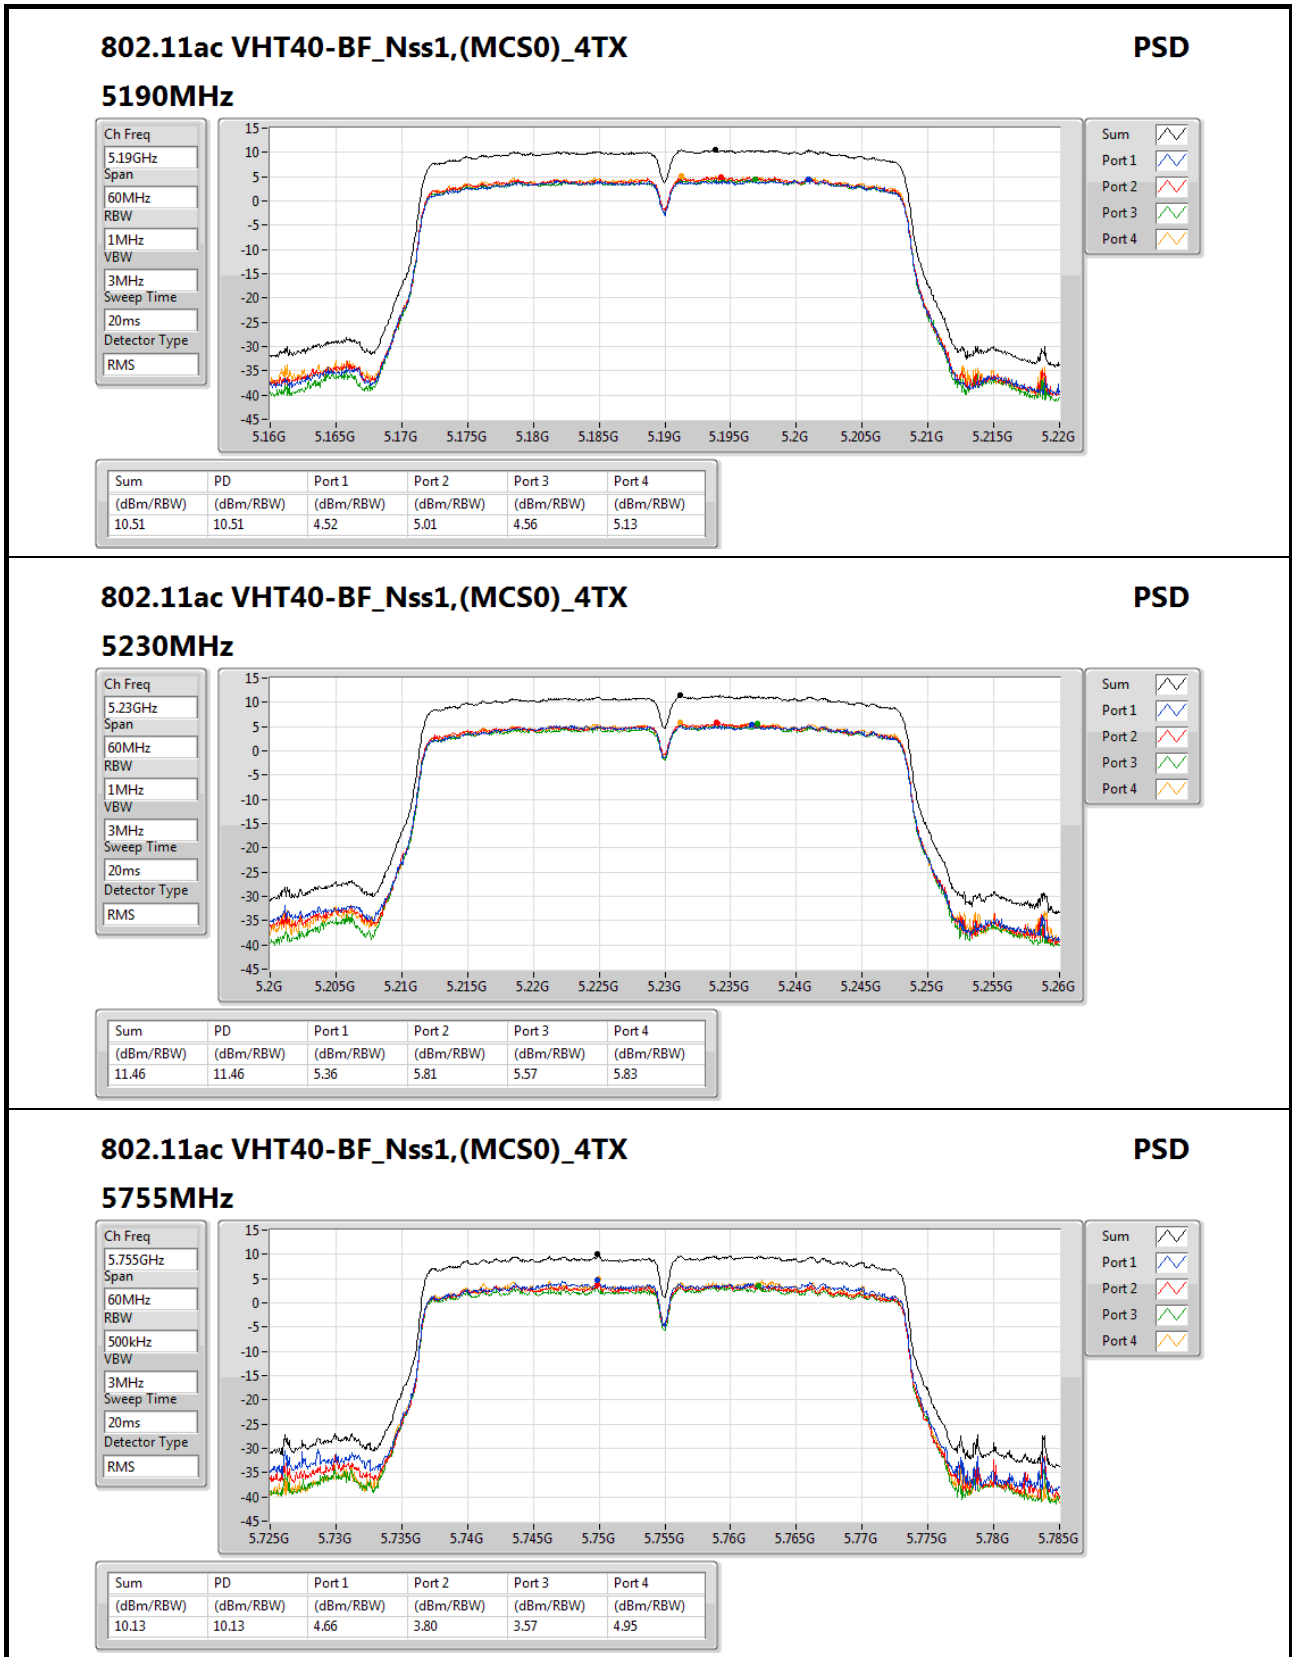 802.11ac VHT40-BF_Nss1,(MCS0)_4TX PSD
5190MHz
Ch Freq
5.19GHz
Span
60MHz
RBW
1MHz
VBW
3MHz
Sweep Time
20ms
Detector Type
RMS
15
10
5
0
-5
-10
-15
-20
-25
-30
-35
-40
-45
5.16G 5.165G 5.17G 5.175G 5.18G 5.185G 5.19G 5.195G 5.2G 5.205G 5.21G 5.215G 5.22G
Sum
Port 1
Port 2
Port 3
Port 4
Sum PD Port 1 Port 2 Port 3 Port 4
(dBm/RBW) (dBm/RBW) (dBm/RBW) (dBm/RBW) (dBm/RBW) (dBm/RBW)
10.51 10.51 4.52 5.01 4.56 5.13
802.11ac VHT40-BF_Nss1,(MCS0)_4TX PSD
5230MHz
Ch Freq
5.23GHz
Span
60MHz
RBW
1MHz
VBW
3MHz
Sweep Time
20ms
Detector Type
RMS
15
10
5
0
-5
-10
-15
-20
-25
-30
-35
-40
-45
5.2G 5.205G 5.21G 5.215G 5.22G 5.225G 5.23G 5.235G 5.24G 5.245G 5.25G 5.255G 5.26G
Sum
Port 1
Port 2
Port 3
Port 4
Sum PD Port 1 Port 2 Port 3 Port 4
(dBm/RBW) (dBm/RBW) (dBm/RBW) (dBm/RBW) (dBm/RBW) (dBm/RBW)
11.46 11.46 5.36 5.81 5.57 5.83
802.11ac VHT40-BF_Nss1,(MCS0)_4TX PSD
5755MHz
Ch Freq
5.755GHz
Span
60MHz
RBW
500kHz
VBW
3MHz
Sweep Time
20ms
Detector Type
RMS
15
10
5
0
-5
-10
-15
-20
-25
-30
-35
-40
-45
5.725G 5.73G 5.735G 5.74G 5.745G 5.75G 5.755G 5.76G 5.765G 5.77G 5.775G 5.78G 5.785G
Sum
Port 1
Port 2
Port 3
Port 4
Sum PD Port 1 Port 2 Port 3 Port 4
(dBm/RBW) (dBm/RBW) (dBm/RBW) (dBm/RBW) (dBm/RBW) (dBm/RBW)
10.13 10.13 4.66 3.80 3.57 4.95